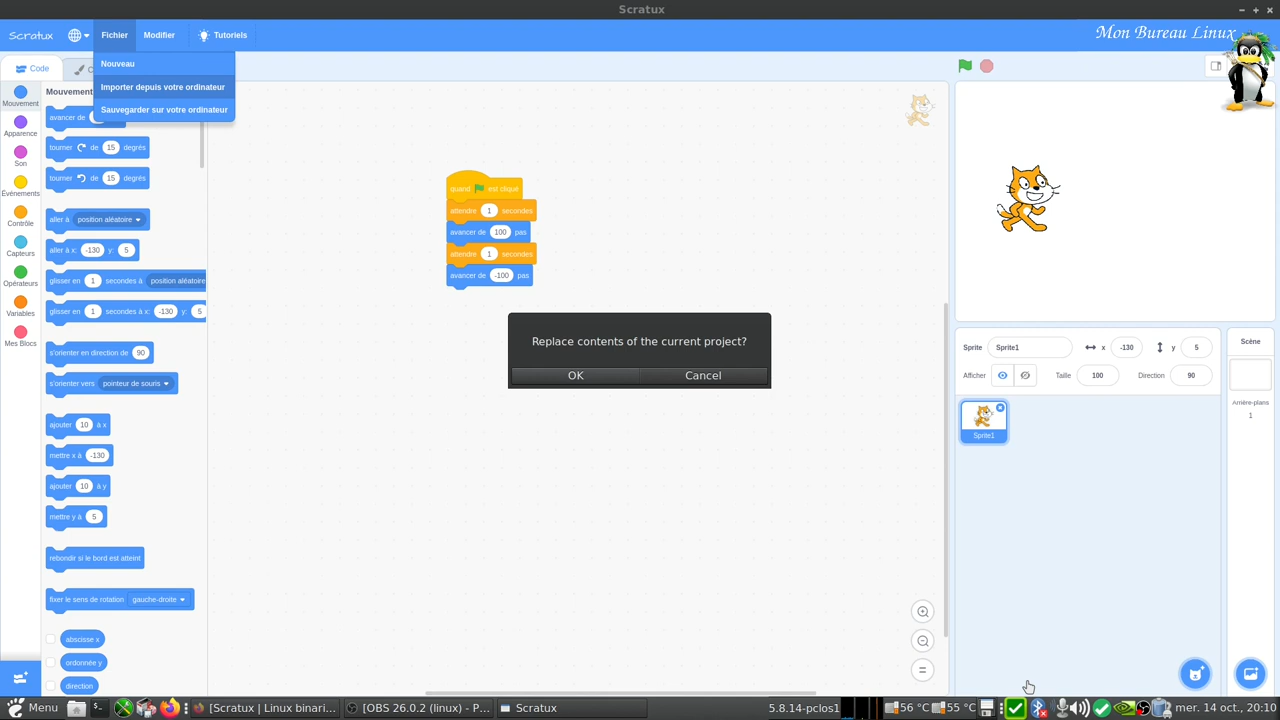 Scratux
Scratux
Fichier
Modifier
Tutoriels
Mon Bureau Linux
Nouveau
Importer depuis votre ordinateur
Sauvegarder sur votre ordinateur
Code
Mouvement
Apparence
Son
Événements
Contrôle
Capteurs
Opérateurs
Variables
Mes Blocs
Mouvement
avancer de
tourner de 15 degrés
tourner de 15 degrés
aller à position aléatoire
aller à x: -130 y: 5
glisser en 1 secondes à position aléatoire
glisser en 1 secondes à x: -130 y: 5
s'orienter en direction de 90
s'orienter vers pointeur de souris
ajouter 10 à x
mettre x à -130
ajouter 10 à y
mettre y à 5
rebondir si le bord est atteint
fixer le sens de rotation gauche-droite
abscisse x
ordonnée y
direction
quand est cliqué
attendre 1 secondes
avancer de 100 pas
attendre 1 secondes
avancer de -100 pas
Replace contents of the current project?
OK
Cancel
Sprite Sprite1 x -130 y 5
Afficher Taille 100 Direction 90
Sprite1
Scène
Arrière-plans
1
Menu
[Scratux | Linux binari...
[OBS 26.0.2 (linux) - P...
Scratux
5.8.14-pclos1
56 °C
55 °C
mer. 14 oct., 20:10